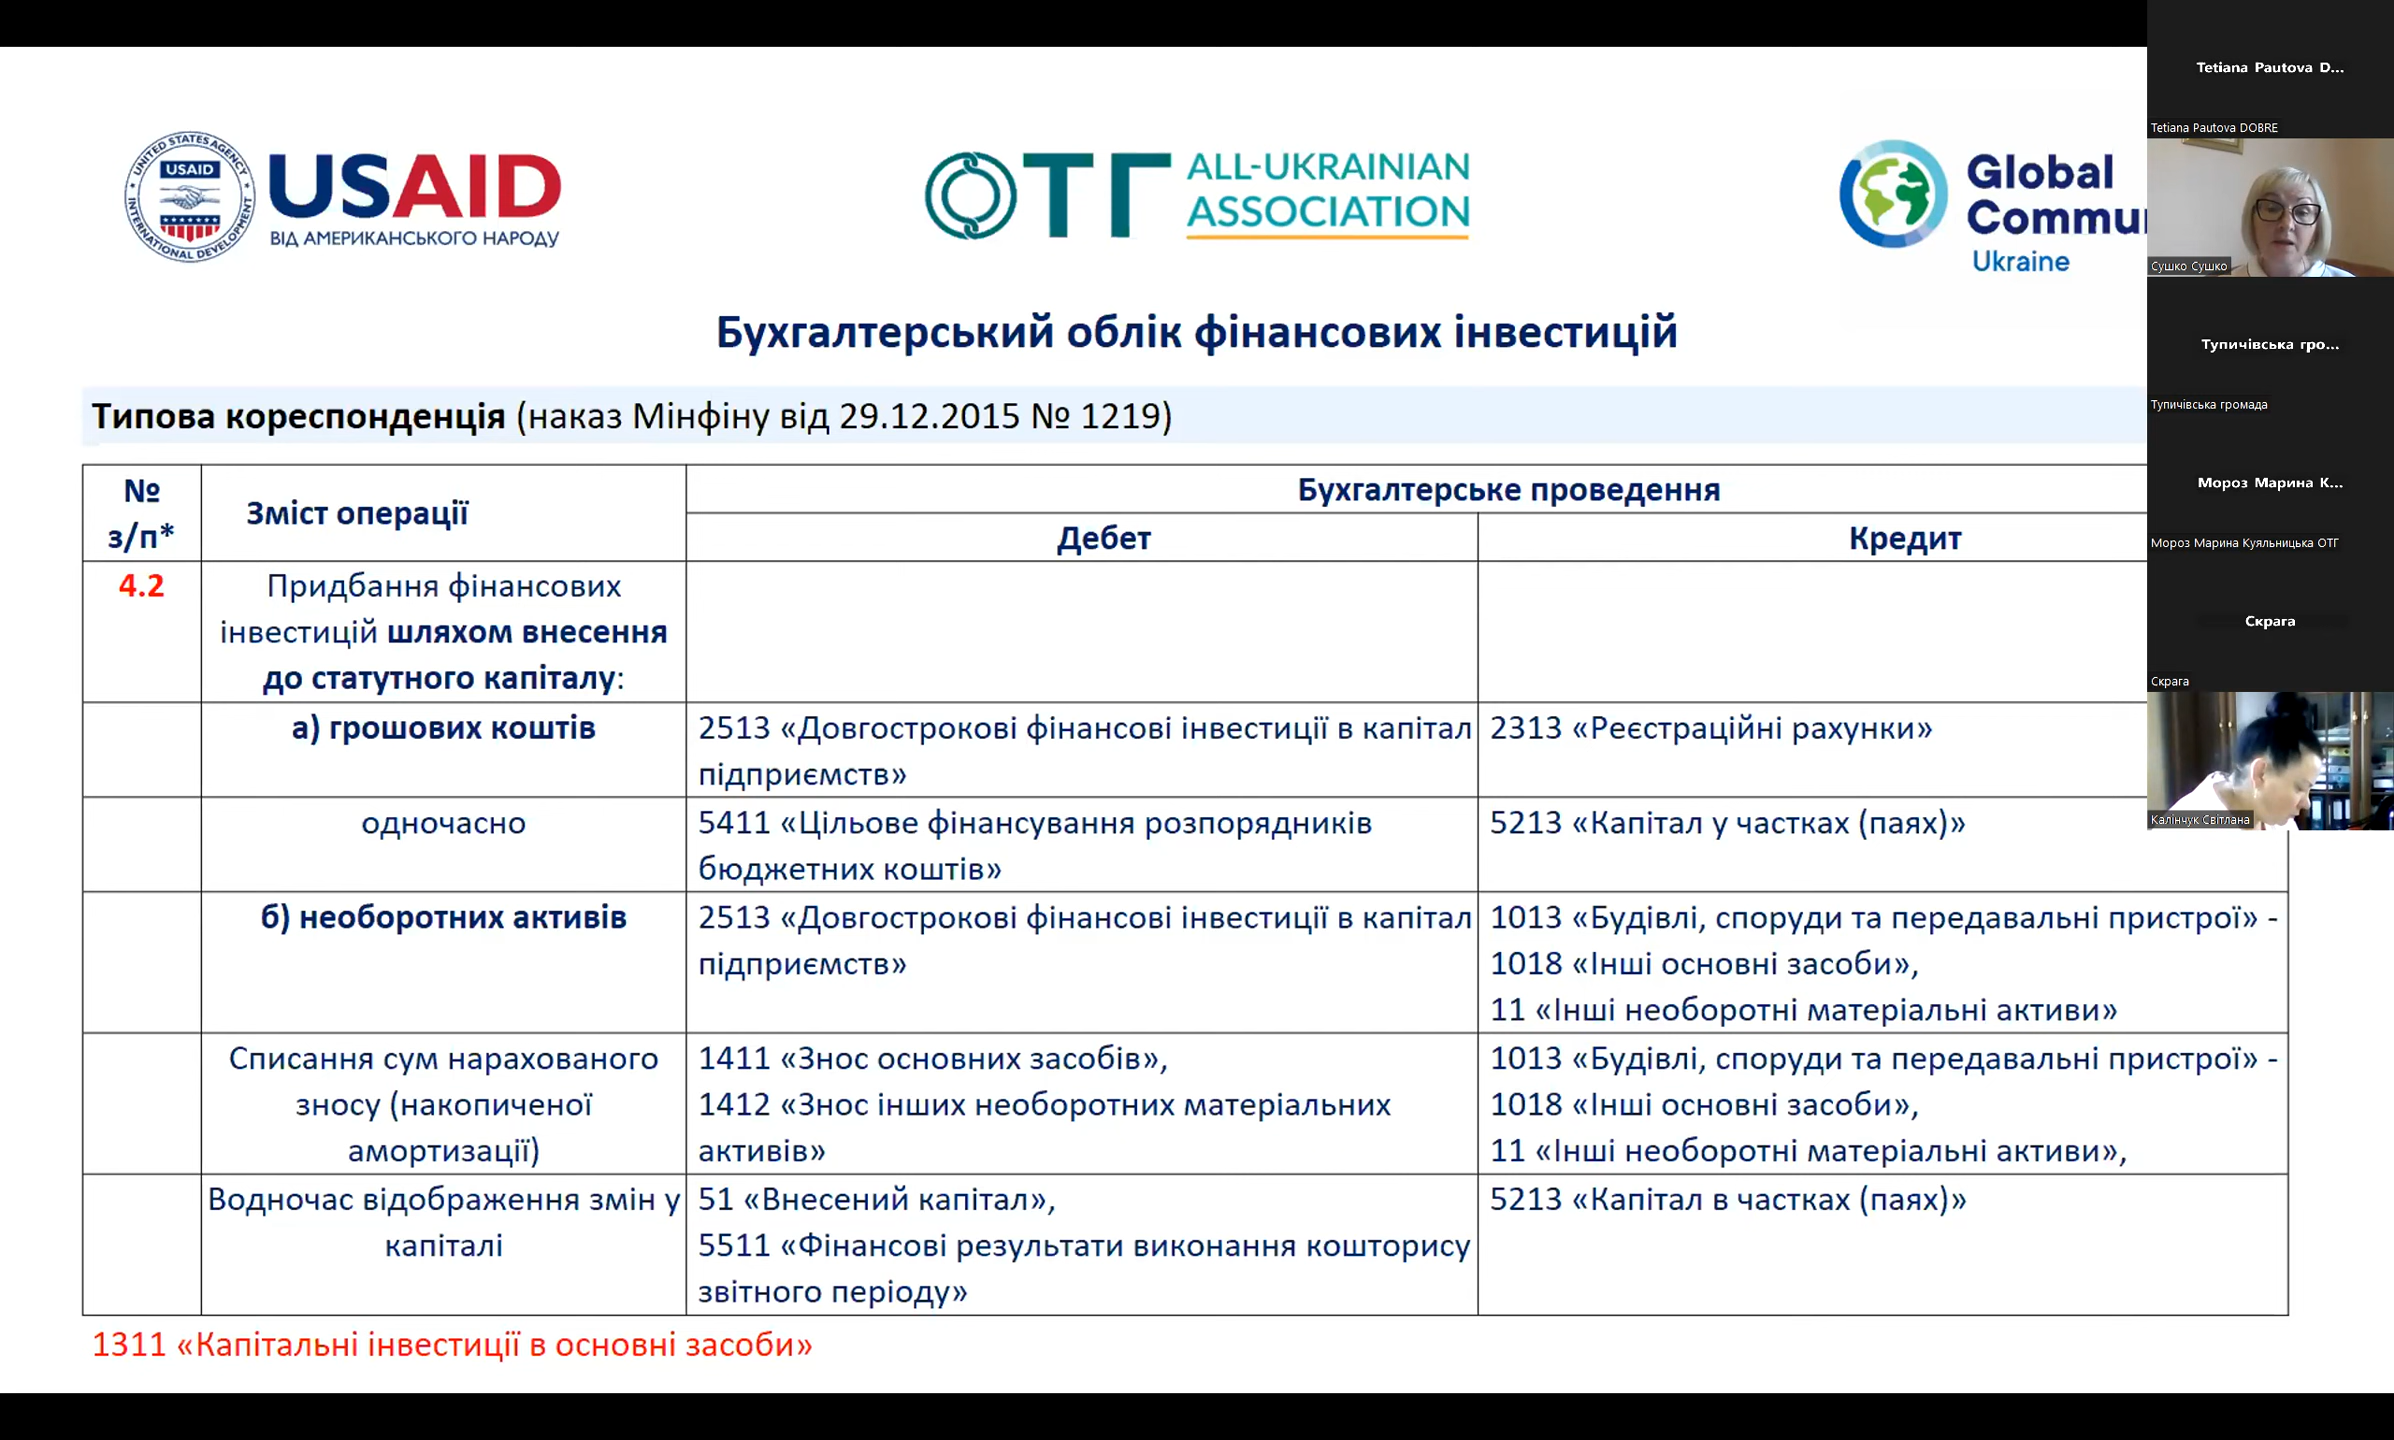 UNITED STATES AGENCY
USAID
INTERNATIONAL DEVELOPMENT
USAID
ВІД АМЕРИКАНСЬКОГО НАРОДУ
ОТГ ALL-UKRAINIAN
ASSOCIATION
Global
Commu
Ukraine
Бухгалтерський облік фінансових інвестицій
Типова кореспонденція (наказ Мінфіну від 29.12.2015 № 1219)
№
з/п*
Зміст операції
Бухгалтерське проведення
Дебет
Кредит
4.2
Придбання фінансових
інвестицій шляхом внесення
до статутного капіталу:
а) грошових коштів
2513 «Довгострокові фінансові інвестиції в капітал
підприємств»
2313 «Реєстраційні рахунки»
одночасно
5411 «Цільове фінансування розпорядників
бюджетних коштів»
5213 «Капітал у частках (паях)»
б) необоротних активів
2513 «Довгострокові фінансові інвестиції в капітал
підприємств»
1013 «Будівлі, споруди та передавальні пристрої» -
1018 «Інші основні засоби»,
11 «Інші необоротні матеріальні активи»
Списання сум нарахованого
зносу (накопиченої
амортизації)
1411 «Знос основних засобів»,
1412 «Знос інших необоротних матеріальних
активів»
1013 «Будівлі, споруди та передавальні пристрої» -
1018 «Інші основні засоби»,
11 «Інші необоротні матеріальні активи»,
Водночас відображення змін у
капіталі
51 «Внесений капітал»,
5511 «Фінансові результати виконання кошторису
звітного періоду»
5213 «Капітал в частках (паях)»
1311 «Капітальні інвестиції в основні засоби»
Tetiana Pautova D...
Tetiana Pautova DOBRE
Сушко Сушко
Тупичівська гро...
Тупичівська громада
Мороз Марина К...
Мороз Марина Куяльницька ОТГ
Скрага
Скрага
Калінчук Світлана